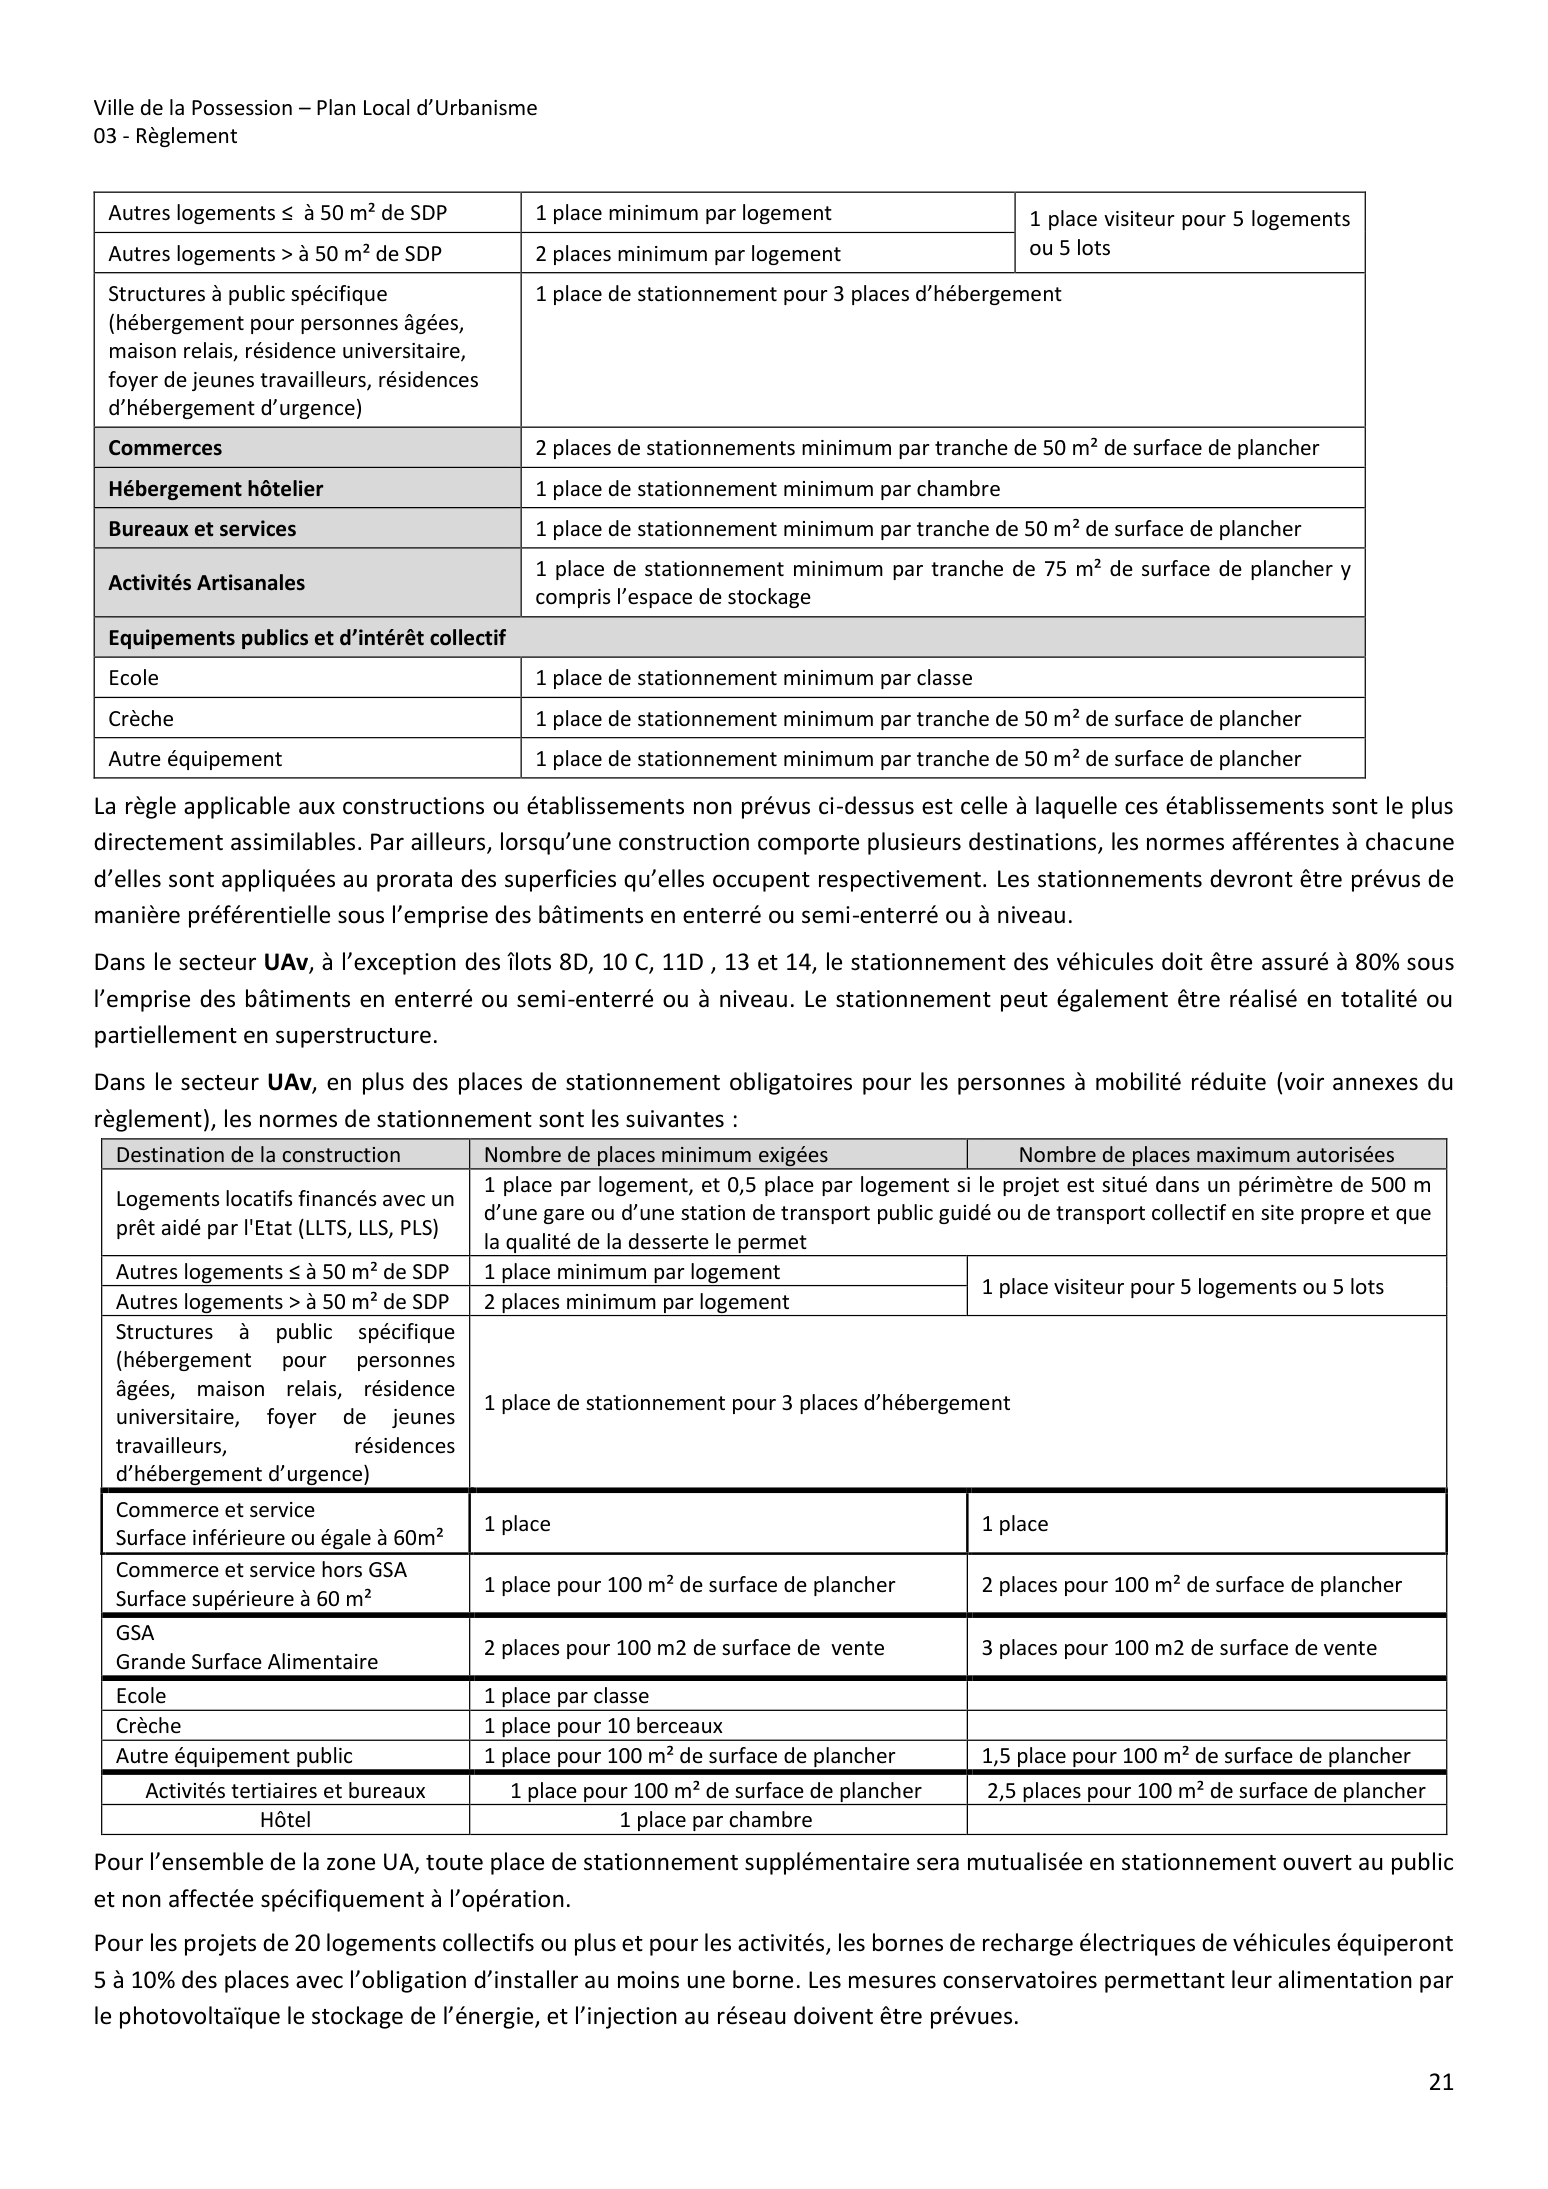 Ville de la Possession – Plan Local d’Urbanisme
03 - Règlement
Autres logements ≤  à 50 m² de SDP
1 place minimum par logement
1 place visiteur pour 5 logements
ou 5 lots
Autres logements > à 50 m² de SDP
2 places minimum par logement
Structures à public spécifique
(hébergement pour personnes âgées,
maison relais, résidence universitaire,
foyer de jeunes travailleurs, résidences
d’hébergement d’urgence)
1 place de stationnement pour 3 places d’hébergement
Commerces
2 places de stationnements minimum par tranche de 50 m² de surface de plancher
Hébergement hôtelier
1 place de stationnement minimum par chambre
Bureaux et services
1 place de stationnement minimum par tranche de 50 m² de surface de plancher
Activités Artisanales
1 place de stationnement minimum par tranche de 75 m² de surface de plancher y
compris l’espace de stockage
Equipements publics et d’intérêt collectif
Ecole
1 place de stationnement minimum par classe
Crèche
1 place de stationnement minimum par tranche de 50 m² de surface de plancher
Autre équipement
1 place de stationnement minimum par tranche de 50 m² de surface de plancher
La règle applicable aux constructions ou établissements non prévus ci-dessus est celle à laquelle ces établissements sont le plus
directement assimilables. Par ailleurs, lorsqu’une construction comporte plusieurs destinations, les normes afférentes à chacune
d’elles sont appliquées au prorata des superficies qu’elles occupent respectivement. Les stationnements devront être prévus de
manière préférentielle sous l’emprise des bâtiments en enterré ou semi-enterré ou à niveau.
Dans le secteur UAv, à l’exception des îlots 8D, 10 C, 11D , 13 et 14, le stationnement des véhicules doit être assuré à 80% sous
l’emprise des bâtiments en enterré ou semi-enterré ou à niveau. Le stationnement peut également être réalisé en totalité ou
partiellement en superstructure.
Dans le secteur UAv, en plus des places de stationnement obligatoires pour les personnes à mobilité réduite (voir annexes du
règlement), les normes de stationnement sont les suivantes :
Destination de la construction
Nombre de places minimum exigées
Nombre de places maximum autorisées
Logements locatifs financés avec un
prêt aidé par l'Etat (LLTS, LLS, PLS)
1 place par logement, et 0,5 place par logement si le projet est situé dans un périmètre de 500 m
d’une gare ou d’une station de transport public guidé ou de transport collectif en site propre et que
la qualité de la desserte le permet
Autres logements ≤ à 50 m² de SDP
1 place minimum par logement
1 place visiteur pour 5 logements ou 5 lots
Autres logements > à 50 m² de SDP
2 places minimum par logement
Structures à public spécifique
(hébergement pour personnes
âgées, maison relais, résidence
universitaire, foyer de jeunes
travailleurs, résidences
d’hébergement d’urgence)
1 place de stationnement pour 3 places d’hébergement
Commerce et service
Surface inférieure ou égale à 60m²
1 place
1 place
Commerce et service hors GSA
Surface supérieure à 60 m²
1 place pour 100 m² de surface de plancher
2 places pour 100 m² de surface de plancher
GSA
Grande Surface Alimentaire
2 places pour 100 m2 de surface de  vente
3 places pour 100 m2 de surface de vente
Ecole
1 place par classe
Crèche
1 place pour 10 berceaux
Autre équipement public
1 place pour 100 m² de surface de plancher
1,5 place pour 100 m² de surface de plancher
Activités tertiaires et bureaux
1 place pour 100 m² de surface de plancher
2,5 places pour 100 m² de surface de plancher
Hôtel
1 place par chambre
Pour l’ensemble de la zone UA, toute place de stationnement supplémentaire sera mutualisée en stationnement ouvert au public
et non affectée spécifiquement à l’opération.
Pour les projets de 20 logements collectifs ou plus et pour les activités, les bornes de recharge électriques de véhicules équiperont
5 à 10% des places avec l’obligation d’installer au moins une borne. Les mesures conservatoires permettant leur alimentation par
le photovoltaïque le stockage de l’énergie, et l’injection au réseau doivent être prévues.
21